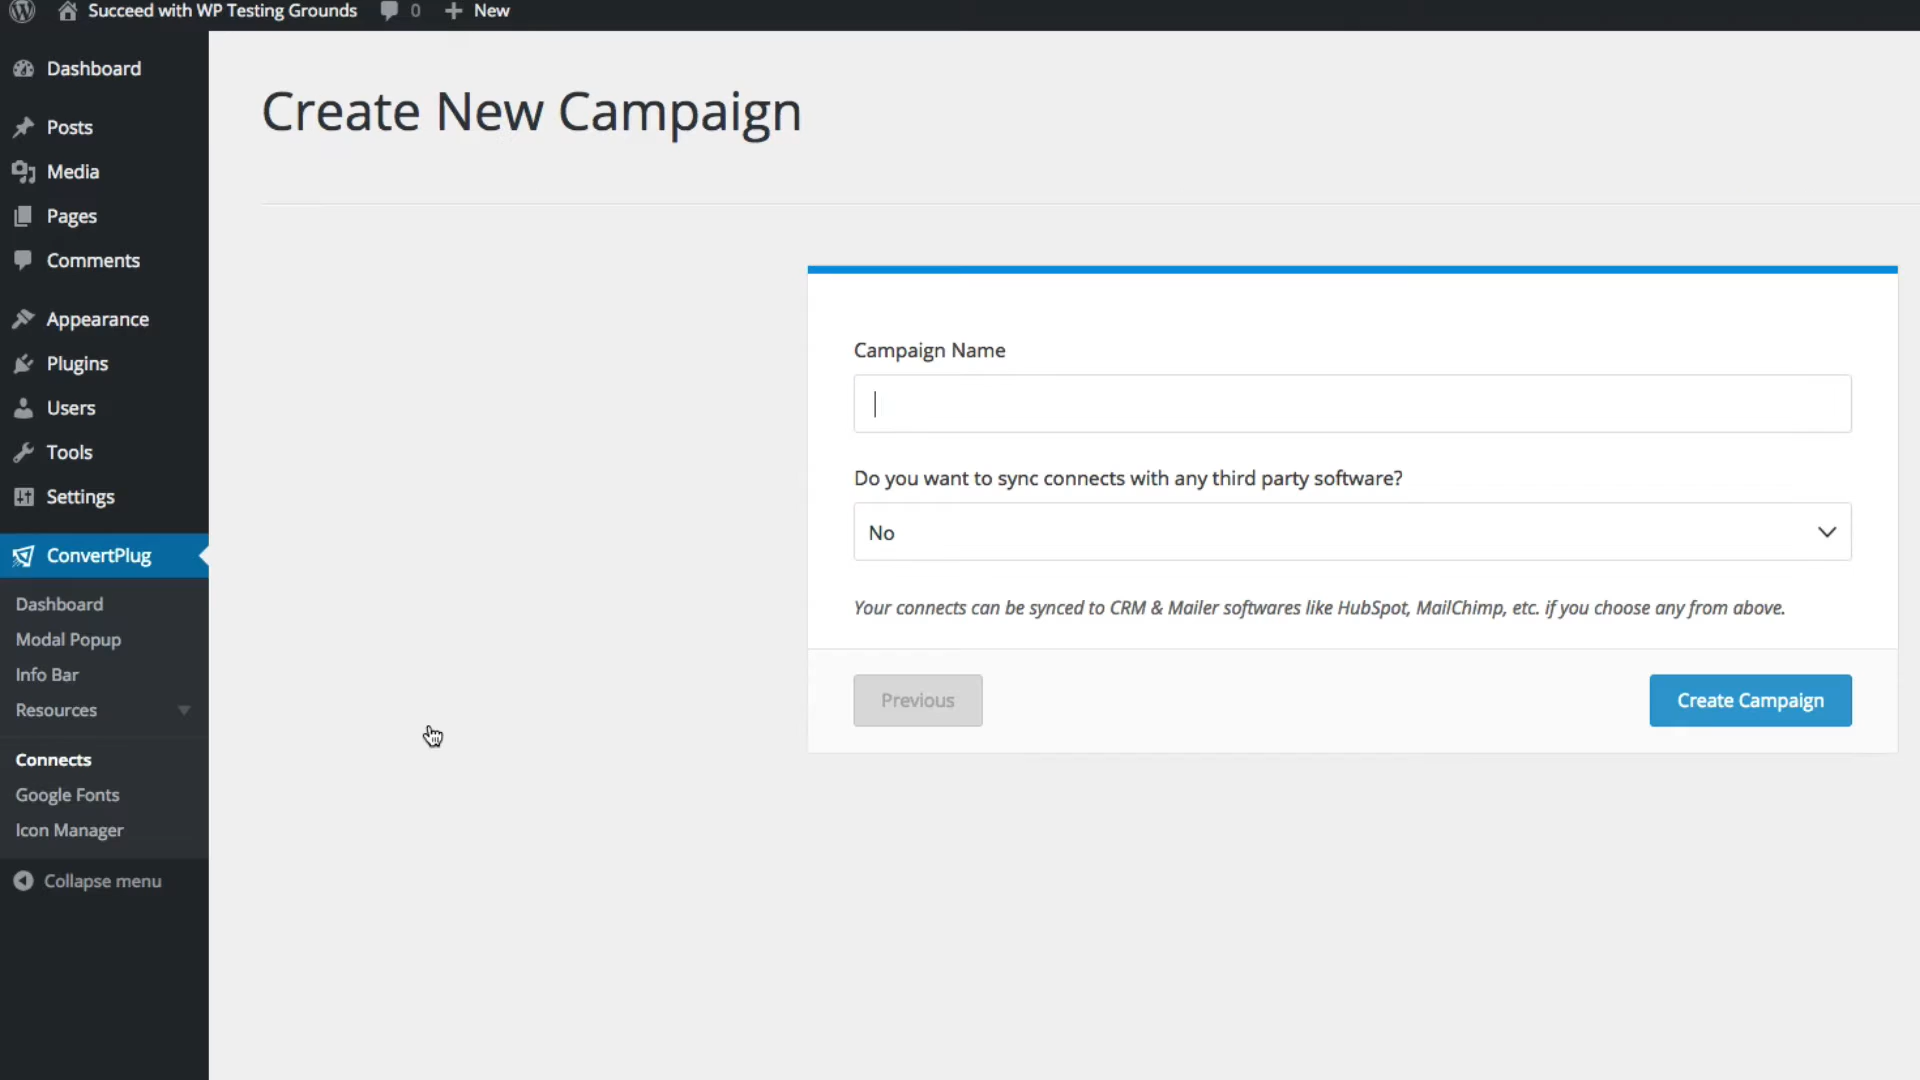 Succeed with WP Testing Grounds 0 New
Dashboard
Posts
Media
Pages
Comments
Appearance
Plugins
Users
Tools
Settings
ConvertPlug
Dashboard
Modal Popup
Info Bar
Resources
Connects
Google Fonts
Icon Manager
Collapse menu
Create New Campaign
Campaign Name
Do you want to sync connects with any third party software?
No
Your connects can be synced to CRM & Mailer softwares like HubSpot, MailChimp, etc. if you choose any from above.
Previous
Create Campaign